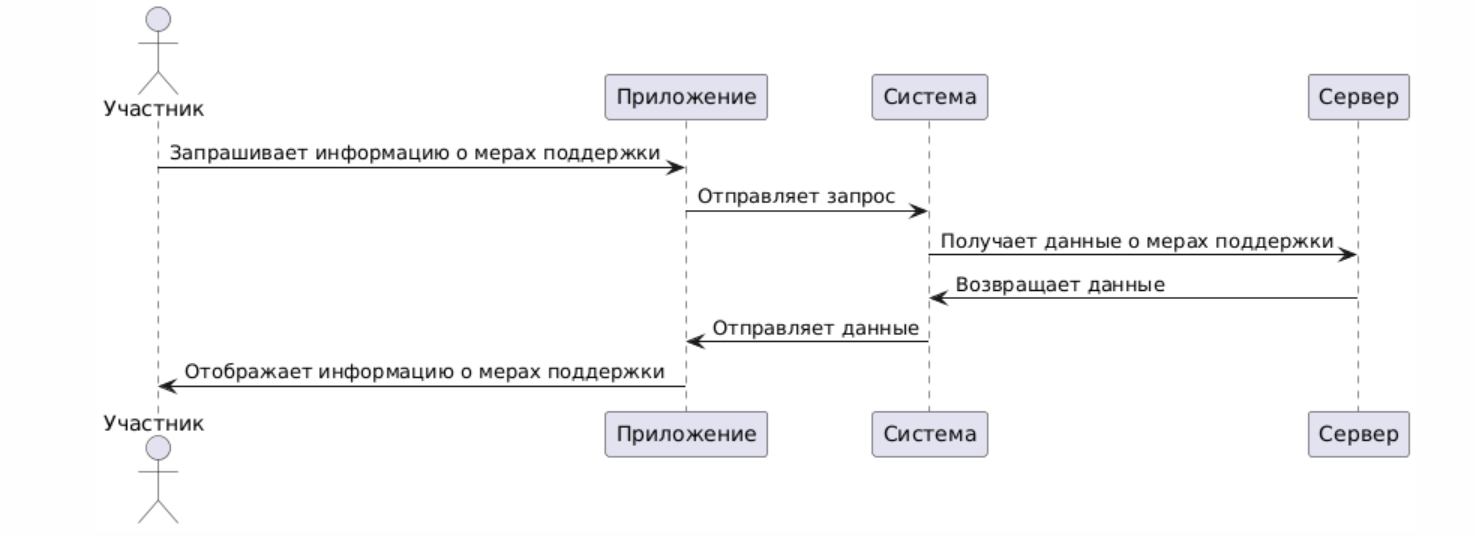 Участник
Приложение
Система
Сервер
Запрашивает информацию о мерах поддержки
Отправляет запрос
Получает данные о мерах поддержки
Возвращает данные
Отправляет данные
Отображает информацию о мерах поддержки
Участник
Приложение
Система
Сервер